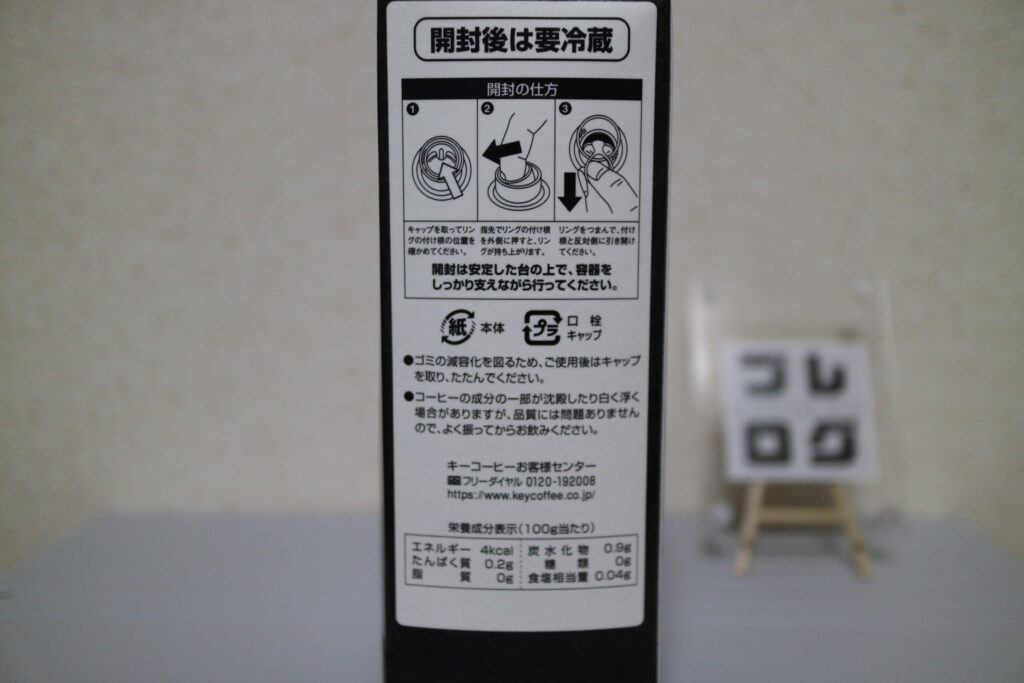 開封後は要冷蔵
開封の仕方
1
2
3
キャップを取ってリン
グの付け根の位置を
確かめてください。
指先でリングの付け根
を外側に押すと、リン
グが持ち上がります。
リングをつまんで、付け
根と反対側に引き開け
てください。
開封は安定した台の上で、容器を
しっかり支えながら行ってください。
紙 本体
プラ 口栓
キャップ
●ゴミの減容化を図るため、ご使用後はキャップ
を取り、たたんでください。
●コーヒーの成分の一部が沈殿したり白く浮く
場合がありますが、品質には問題ありません
ので、よく振ってからお飲みください。
キーコーヒーお客様センター
フリーダイヤル 0120-192008
https://www.keycoffee.co.jp/
栄養成分表示(100g当たり)
エネルギー 4kcal 炭水化物 0.9g
たんぱく質 0.2g 糖類 0g
脂質 0g 食塩相当量 0.04g
ブレ
ログ